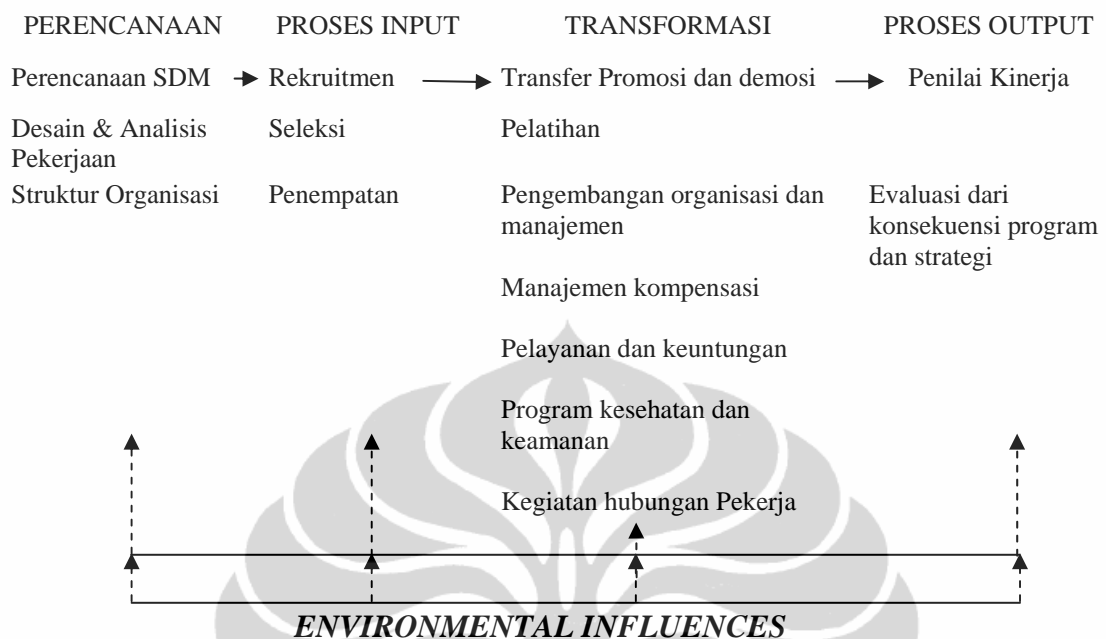 PERENCANAAN PROSES INPUT TRANSFORMASI PROSES OUTPUT
Perencanaan SDM Rekruitmen Transfer Promosi dan demosi Penilai Kinerja
Desain & Analisis Seleksi Pelatihan
Pekerjaan
Struktur Organisasi Penempatan Pengembangan organisasi dan Evaluasi dari
manajemen konsekuensi program
dan strategi
Manajemen kompensasi
Pelayanan dan keuntungan
Program kesehatan dan
keamanan
Kegiatan hubungan Pekerja
ENVIRONMENTAL INFLUENCES